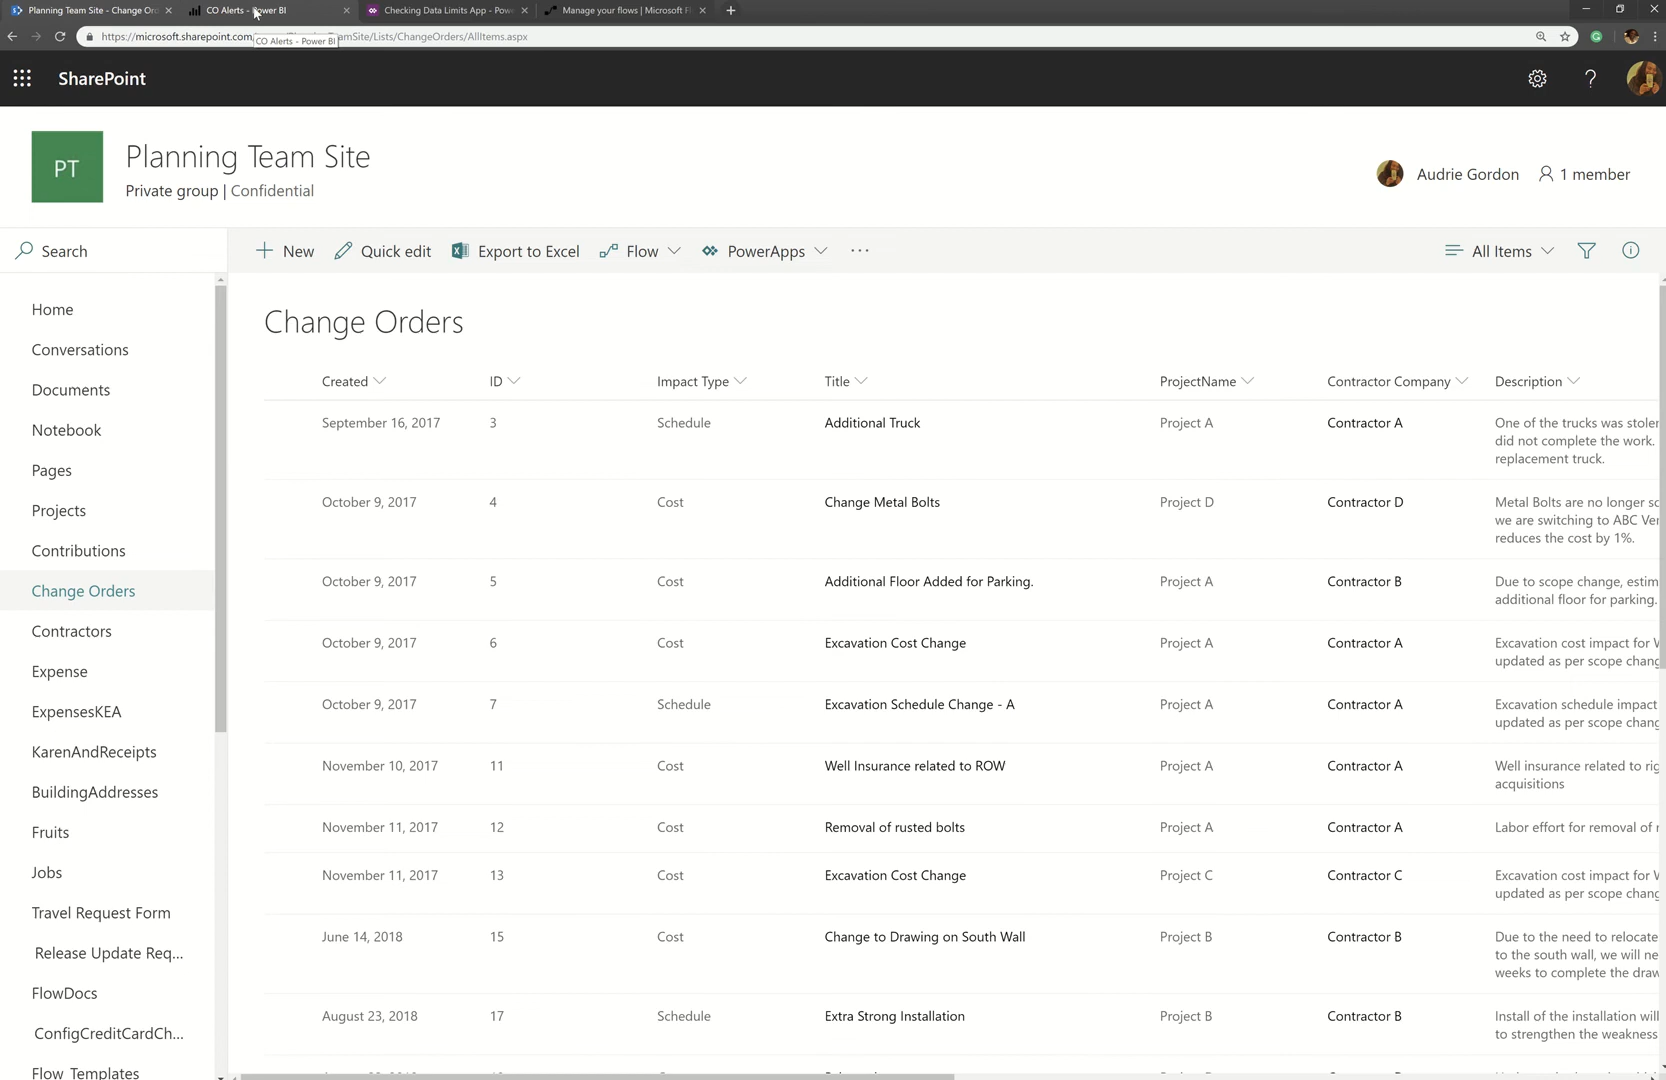 Planning Team Site - Change Or
CO Alerts - Power BI
Checking Data Limits App - Pow
Manage your flows | Microsoft F
https://microsoft.sharepoint.com
amSite/Lists/ChangeOrders/AllItems.aspx
CO Alerts - Power BI
SharePoint
?
PT
Planning Team Site
Private group | Confidential
Audrie Gordon
1 member
Search
New
Quick edit
Export to Excel
Flow
PowerApps
...
All Items
Home
Conversations
Documents
Notebook
Pages
Projects
Contributions
Change Orders
Contractors
Expense
ExpensesKEA
KarenAndReceipts
BuildingAddresses
Fruits
Jobs
Travel Request Form
Release Update Req...
FlowDocs
ConfigCreditCardCh...
Flow Templates
Change Orders
Created ID Impact Type Title ProjectName Contractor Company Description
September 16, 2017 3 Schedule Additional Truck Project A Contractor A One of the trucks was stolen
did not complete the work.
replacement truck.
October 9, 2017 4 Cost Change Metal Bolts Project D Contractor D Metal Bolts are no longer so
we are switching to ABC Ven
reduces the cost by 1%.
October 9, 2017 5 Cost Additional Floor Added for Parking. Project A Contractor B Due to scope change, estim
additional floor for parking.
October 9, 2017 6 Cost Excavation Cost Change Project A Contractor A Excavation cost impact for W
updated as per scope chang
October 9, 2017 7 Schedule Excavation Schedule Change - A Project A Contractor A Excavation schedule impact
updated as per scope chang
November 10, 2017 11 Cost Well Insurance related to ROW Project A Contractor A Well insurance related to rig
acquisitions
November 11, 2017 12 Cost Removal of rusted bolts Project A Contractor A Labor effort for removal of r
November 11, 2017 13 Cost Excavation Cost Change Project C Contractor C Excavation cost impact for W
updated as per scope chang
June 14, 2018 15 Cost Change to Drawing on South Wall Project B Contractor B Due to the need to relocate
to the south wall, we will ne
weeks to complete the draw
August 23, 2018 17 Schedule Extra Strong Installation Project B Contractor B Install of the installation will
to strengthen the weakness